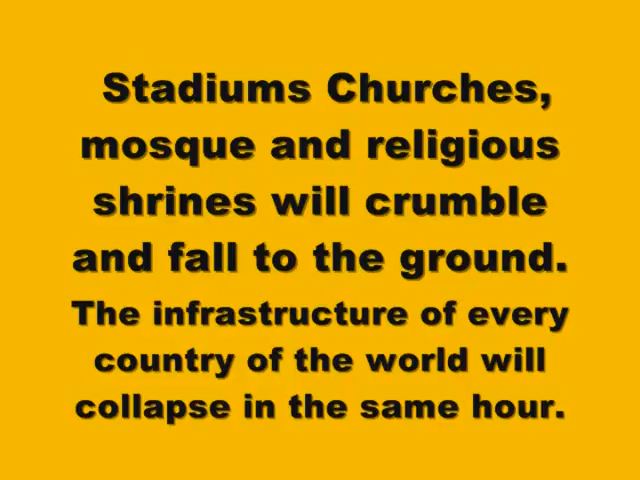 Stadiums Churches,
mosque and religious
shrines will crumble
and fall to the ground.
The infrastructure of every
country of the world will
collapse in the same hour.